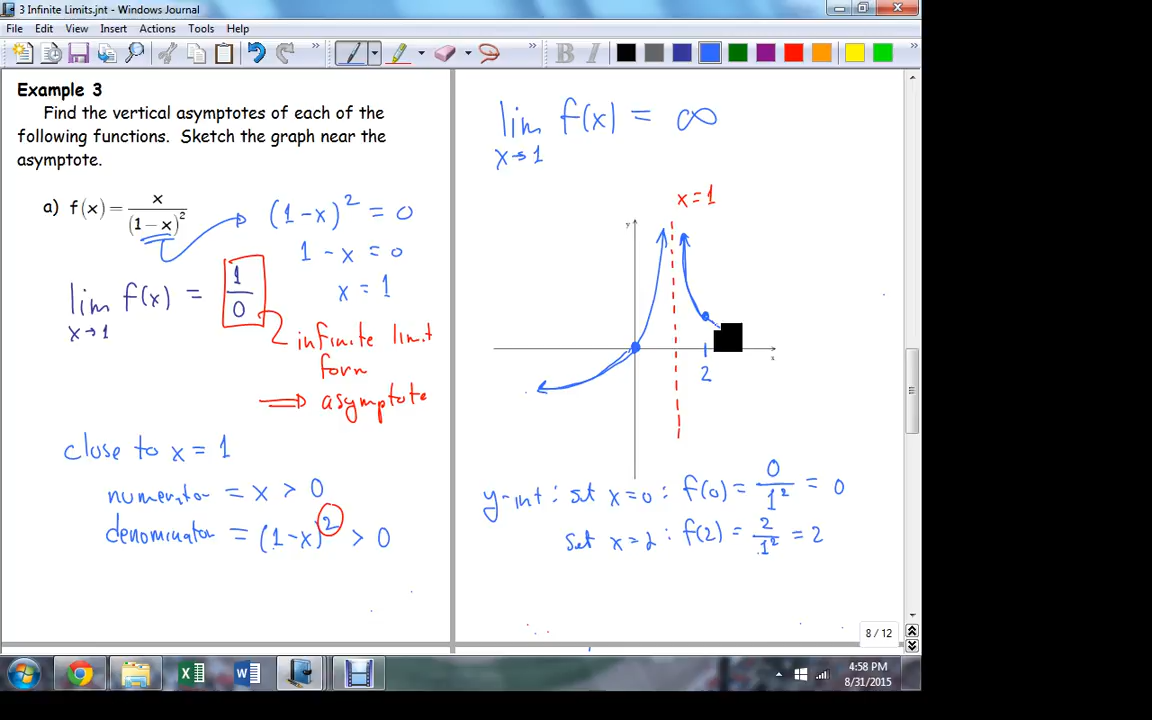 3 Infinite Limits.jnt - Windows Journal
File Edit View Insert Actions Tools Help
Example 3
Find the vertical asymptotes of each of the
following functions. Sketch the graph near the
asymptote.
a) f(x) = x/(1-x)²
(1-x)² = 0
1 - x = 0
x = 1
lim f(x) = 1/0
x→1
infinite limit
form
⇒ asymptote
close to x = 1
numerator = x > 0
denominator = (1-x)² > 0
lim f(x) = ∞
x→1
x=1
y
x
2
y-int : set x=0 : f(0) = 0/1² = 0
set x=2 : f(2) = 2/1² = 2
8 / 12
4:58 PM
8/31/2015